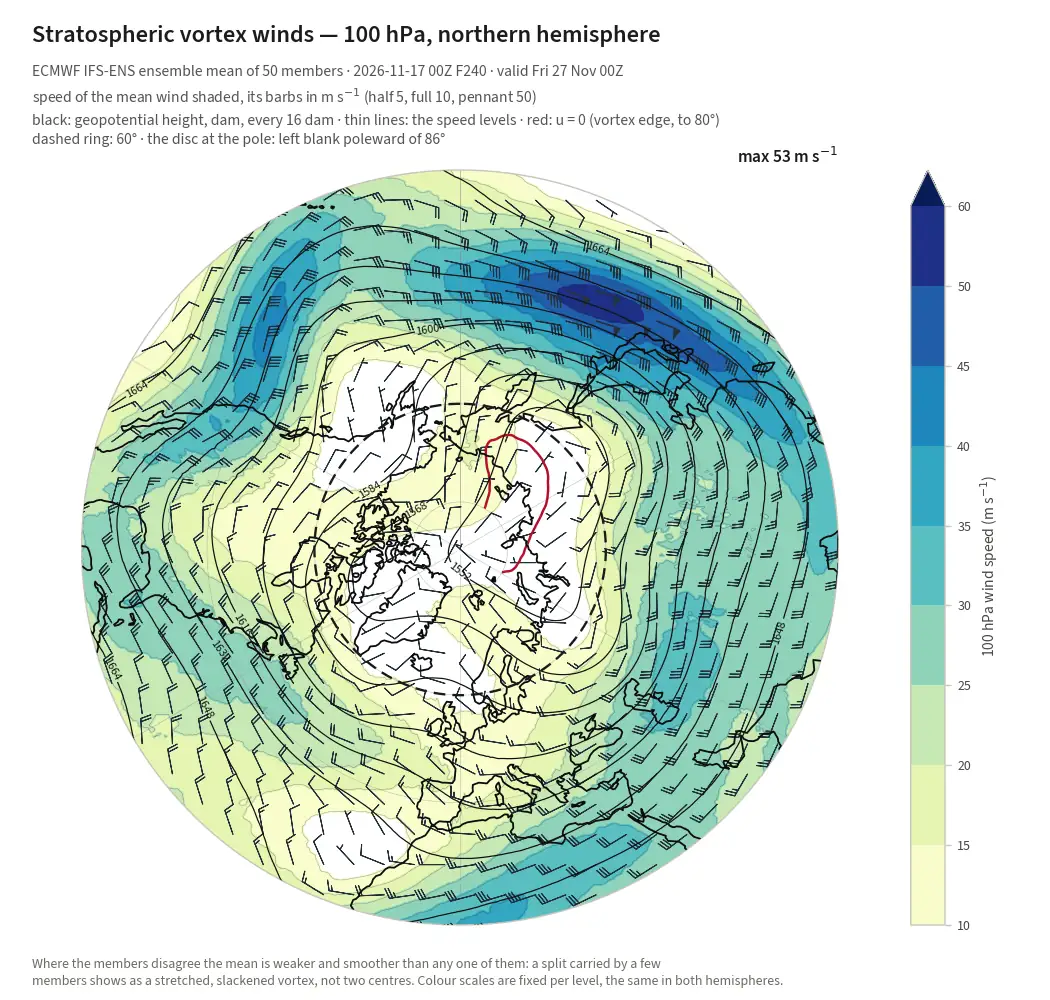 Stratospheric vortex winds — 100 hPa, northern hemisphere
ECMWF IFS-ENS ensemble mean of 50 members · 2026-11-17 00Z F240 · valid Fri 27 Nov 00Z
speed of the mean wind shaded, its barbs in m s⁻¹ (half 5, full 10, pennant 50)
black: geopotential height, dam, every 16 dam · thin lines: the speed levels · red: u = 0 (vortex edge, to 80°)
dashed ring: 60° · the disc at the pole: left blank poleward of 86°
max 53 m s⁻¹
60
50
45
40
35
30
25
20
15
10
100 hPa wind speed (m s⁻¹)
1664
1600
1664
1584
1568
1552
1648
1664
1648
Where the members disagree the mean is weaker and smoother than any one of them: a split carried by a few
members shows as a stretched, slackened vortex, not two centres. Colour scales are fixed per level, the same in both hemispheres.